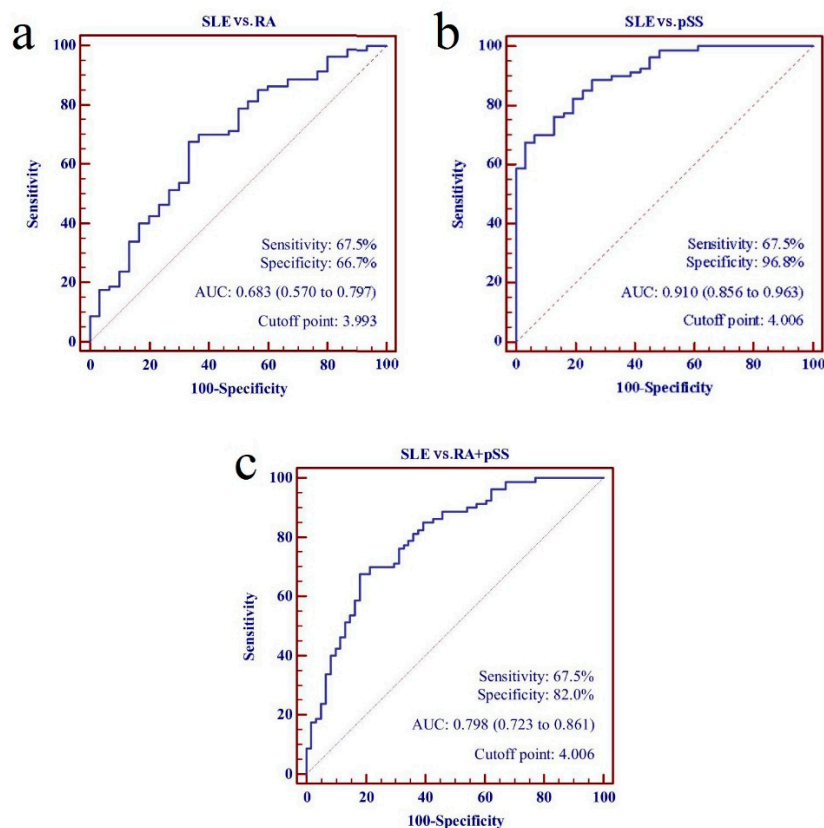 a
SLE vs.RA
100
80
60
40
20
0
Sensitivity
Sensitivity: 67.5%
Specificity: 66.7%
AUC: 0.683 (0.570 to 0.797)
Cutoff point: 3.993
0 20 40 60 80 100
100-Specificity
b
SLE vs.pSS
100
80
60
40
20
0
Sensitivity
Sensitivity: 67.5%
Specificity: 96.8%
AUC: 0.910 (0.856 to 0.963)
Cutoff point: 4.006
0 20 40 60 80 100
100-Specificity
c
SLE vs.RA+pSS
100
80
60
40
20
0
Sensitivity
Sensitivity: 67.5%
Specificity: 82.0%
AUC: 0.798 (0.723 to 0.861)
Cutoff point: 4.006
0 20 40 60 80 100
100-Specificity